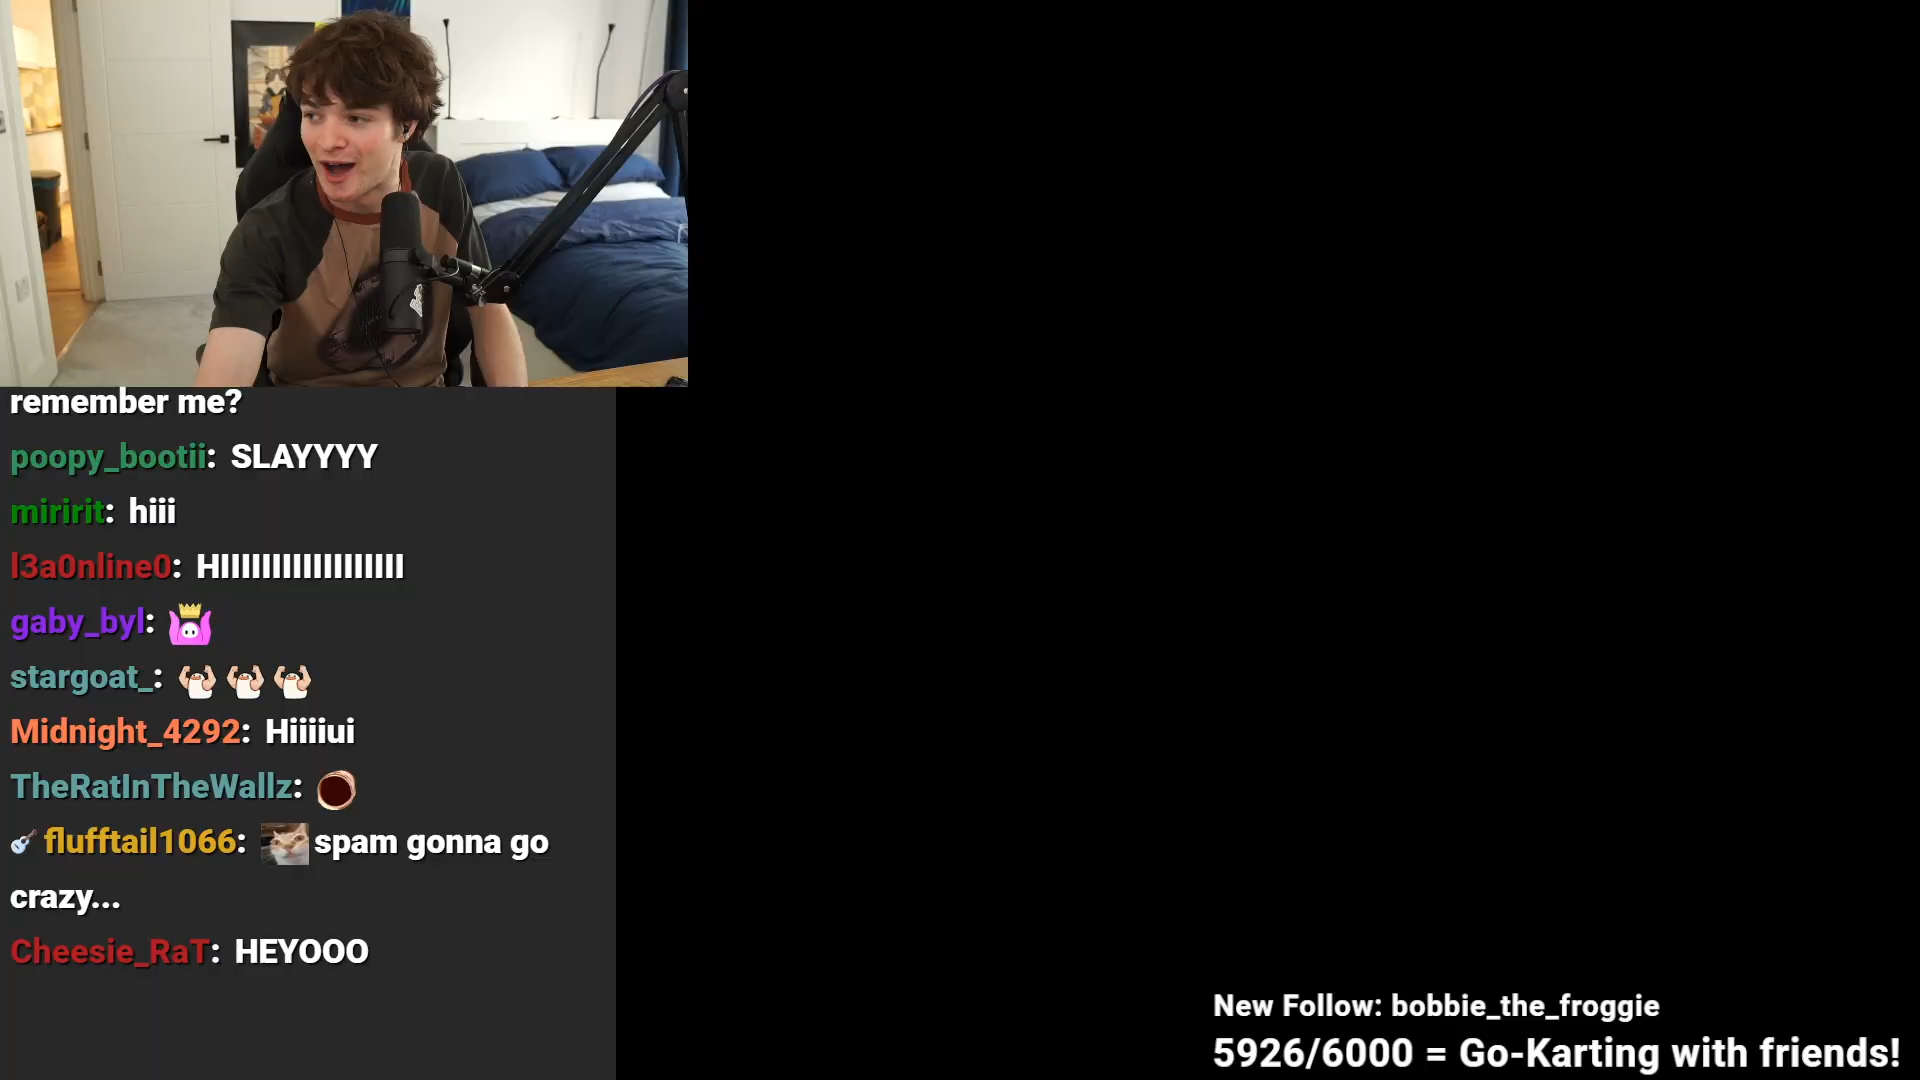 remember me?
poopy_bootii: SLAYYYY
miririt: hiii
l3a0nline0: HIIIIIIIIIIIIIIIIII
gaby_byl:
stargoat_:
Midnight_4292: Hiiiiui
TheRatInTheWallz:
flufftail1066: spam gonna go
crazy...
Cheesie_RaT: HEYOOO
New Follow: bobbie_the_froggie
5926/6000 = Go-Karting with friends!